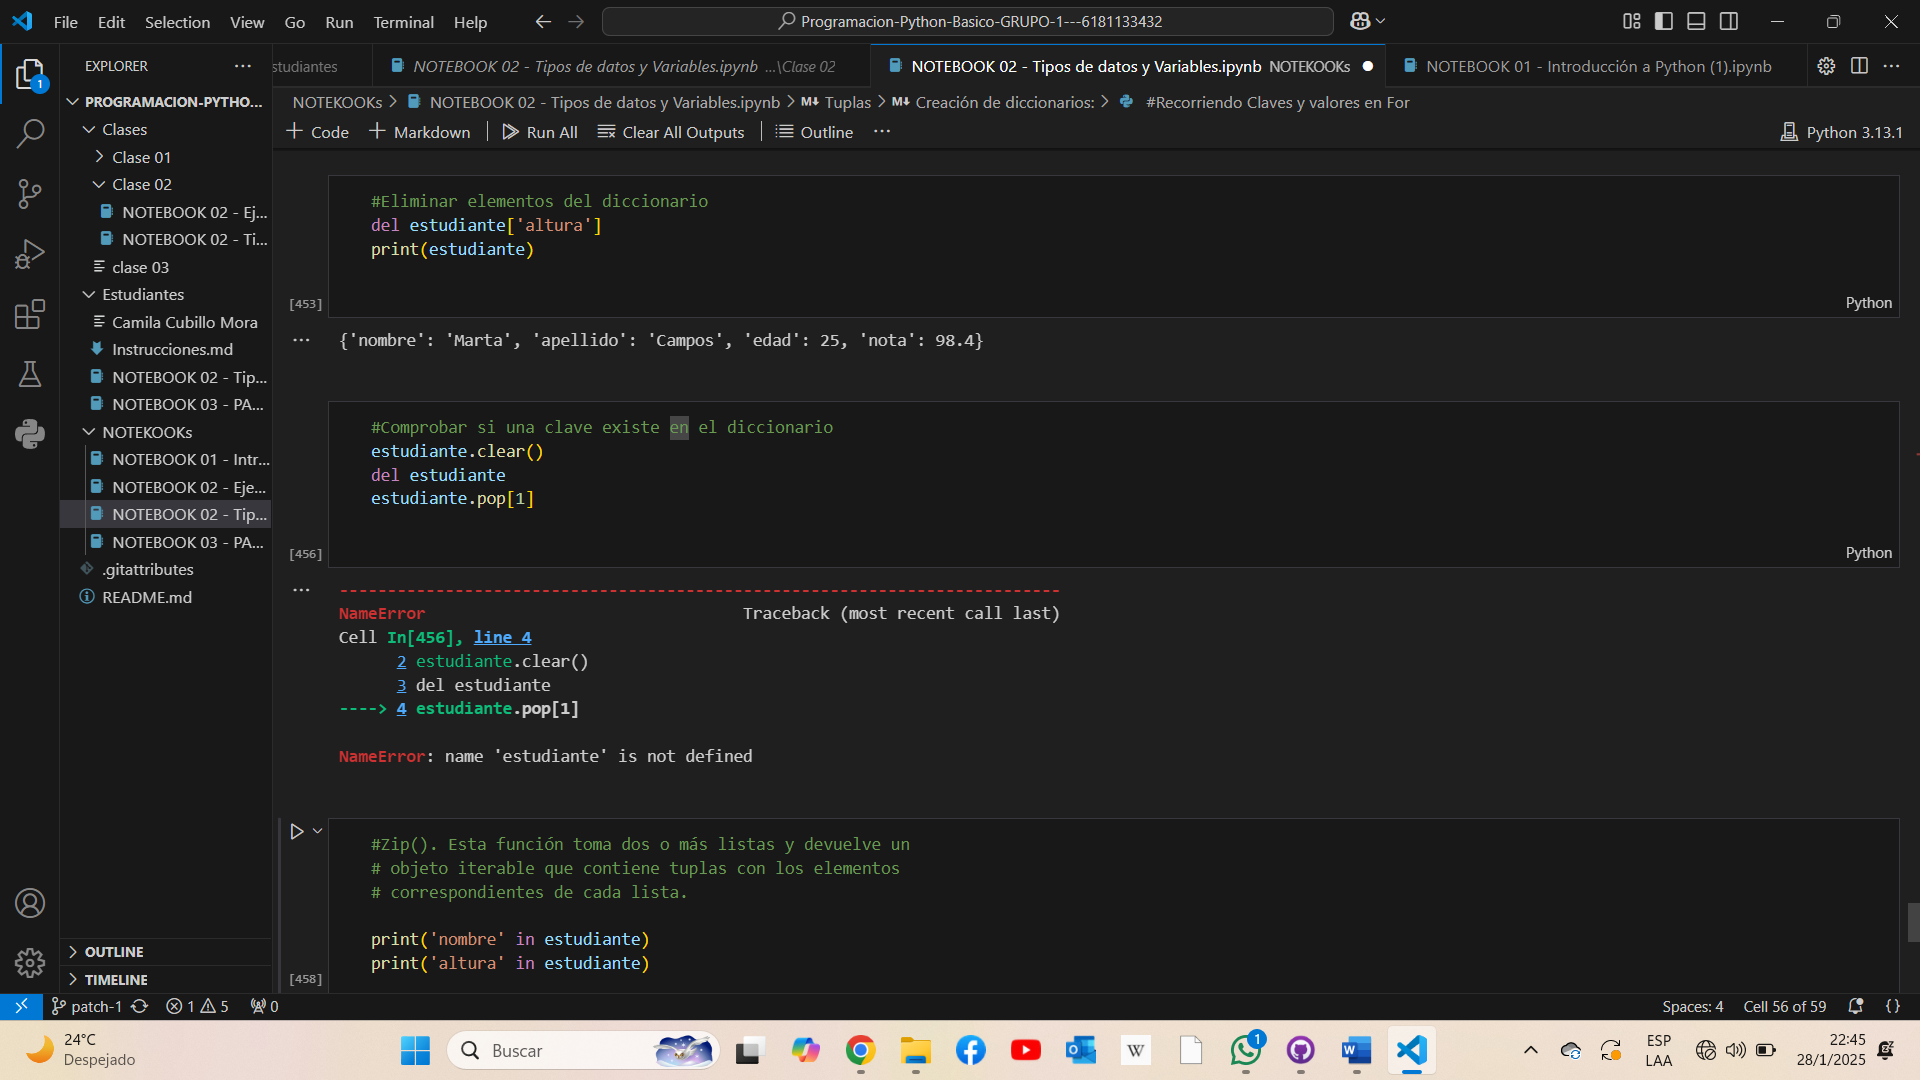 File Edit Selection View Go Run Terminal Help
Programacion-Python-Basico-GRUPO-1---6181133432
EXPLORER
studiantes
NOTEBOOK 02 - Tipos de datos y Variables.ipynb ...\Clase 02
NOTEBOOK 02 - Tipos de datos y Variables.ipynb NOTEKOOKs
NOTEBOOK 01 - Introducción a Python (1).ipynb
1
PROGRAMACION-PYTHO...
Clases
Clase 01
Clase 02
NOTEBOOK 02 - Ej...
NOTEBOOK 02 - Ti...
clase 03
Estudiantes
Camila Cubillo Mora
Instrucciones.md
NOTEBOOK 02 - Tip...
NOTEBOOK 03 - PA...
NOTEKOOKs
NOTEBOOK 01 - Intr...
NOTEBOOK 02 - Eje...
NOTEBOOK 02 - Tip...
NOTEBOOK 03 - PA...
.gitattributes
README.md
OUTLINE
TIMELINE
NOTEKOOKs > NOTEBOOK 02 - Tipos de datos y Variables.ipynb > M↓ Tuplas > M↓ Creación de diccionarios: > #Recorriendo Claves y valores en For
+ Code + Markdown Run All Clear All Outputs Outline ...
Python 3.13.1
#Eliminar elementos del diccionario
del estudiante['altura']
print(estudiante)
[453]
Python
{'nombre': 'Marta', 'apellido': 'Campos', 'edad': 25, 'nota': 98.4}
#Comprobar si una clave existe en el diccionario
estudiante.clear()
del estudiante
estudiante.pop[1]
[456]
Python
---------------------------------------------------------------------------
NameError Traceback (most recent call last)
Cell In[456], line 4
2 estudiante.clear()
3 del estudiante
----> 4 estudiante.pop[1]
NameError: name 'estudiante' is not defined
#Zip(). Esta función toma dos o más listas y devuelve un
# objeto iterable que contiene tuplas con los elementos
# correspondientes de cada lista.
print('nombre' in estudiante)
print('altura' in estudiante)
[458]
patch-1 1 5 0
Spaces: 4 Cell 56 of 59 {}
24°C
Despejado
Buscar
W
1
ESP
LAA
22:45
28/1/2025